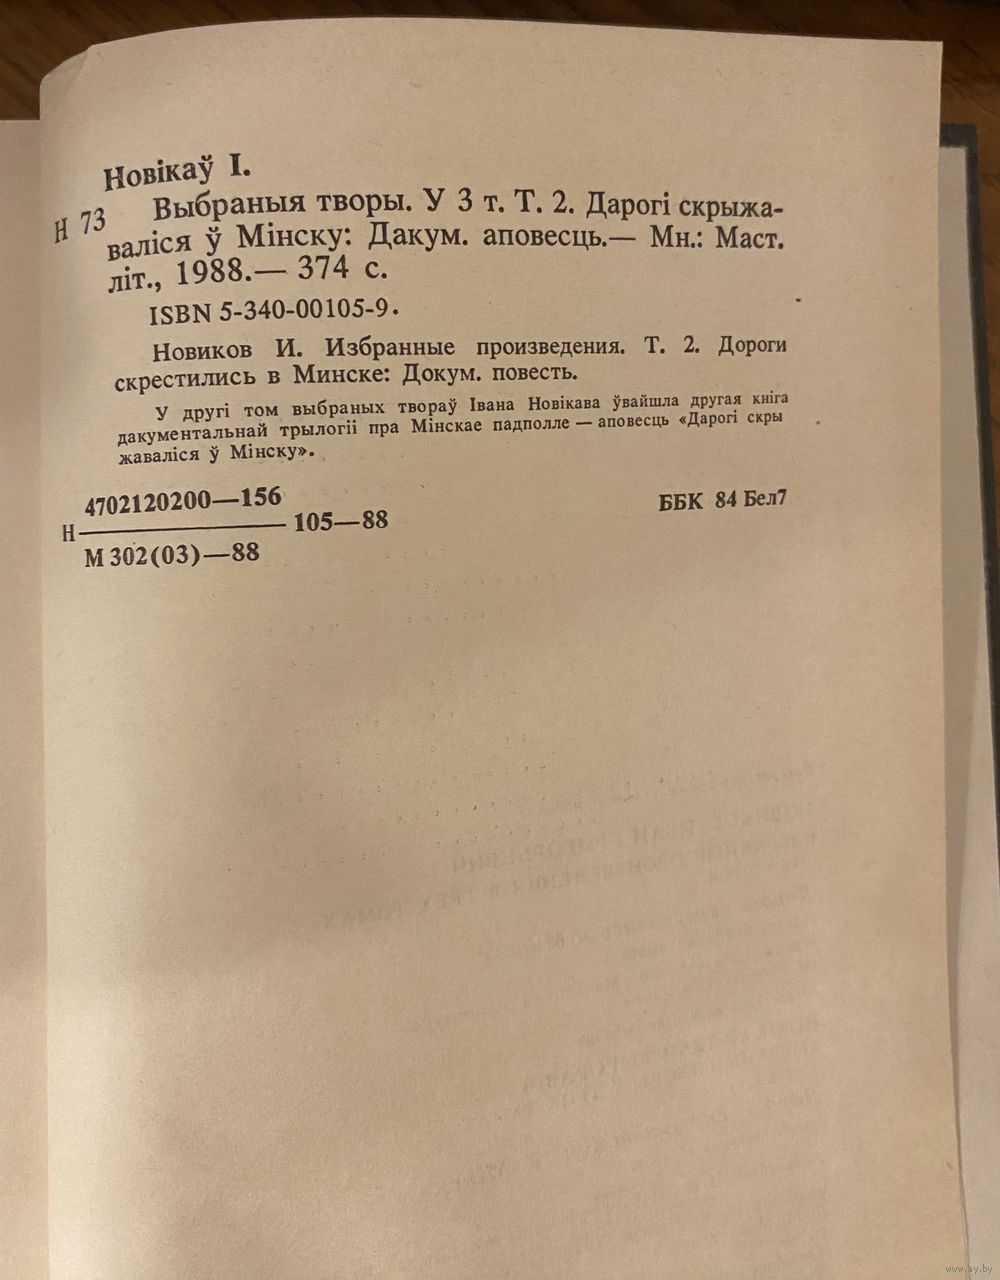 Новікаў І.
Н 73 Выбраныя творы. У 3 т. Т. 2. Дарогі скрыжа-
валіся ў Мінску: Дакум. аповесць.— Мн.: Маст.
літ., 1988.— 374 с.
ISBN 5-340-00105-9.
Новиков И. Избранные произведения. Т. 2. Дороги
скрестились в Минске: Докум. повесть.
У другі том выбраных твораў Івана Новікава ўвайшла другая кніга
дакументальнай трылогіі пра Мінскае падполле — аповесць «Дарогі скры
жаваліся ў Мінску».
4702120200—156
Н 105—88 ББК 84 Бел7
М 302(03)—88
www.ay.by